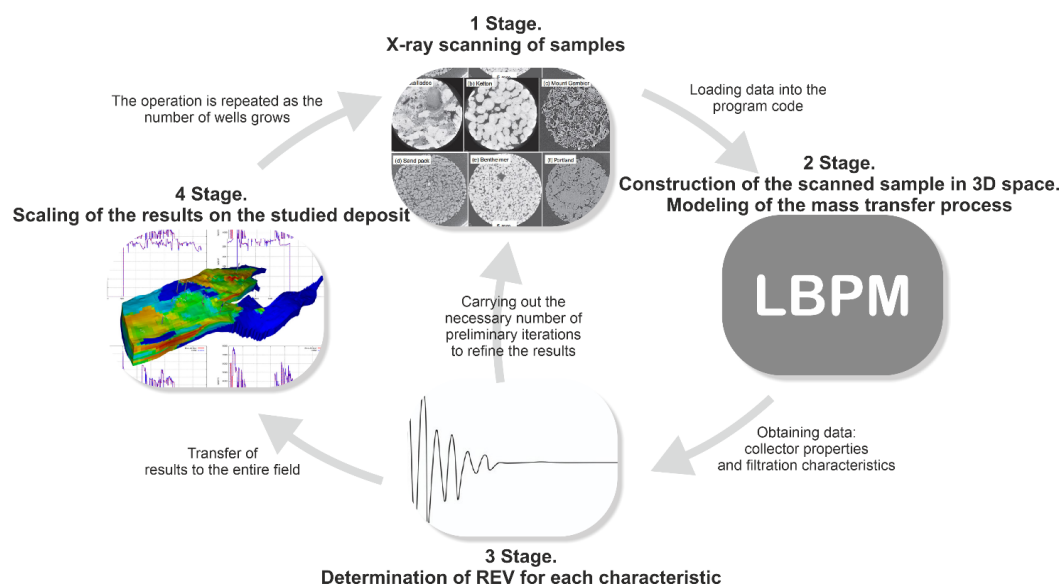 1 Stage.
X-ray scanning of samples
(b) Ketton
(c) Mount Gambier
(d) Sand pack
(e) Bentheimer
(f) Portland
The operation is repeated as the
number of wells grows
Loading data into the
program code
2 Stage.
Construction of the scanned sample in 3D space.
Modeling of the mass transfer process
LBPM
4 Stage.
Scaling of the results on the studied deposit
Carrying out the
necessary number of
preliminary iterations
to refine the results
Obtaining data:
collector properties
and filtration characteristics
Transfer of
results to the entire field
3 Stage.
Determination of REV for each characteristic